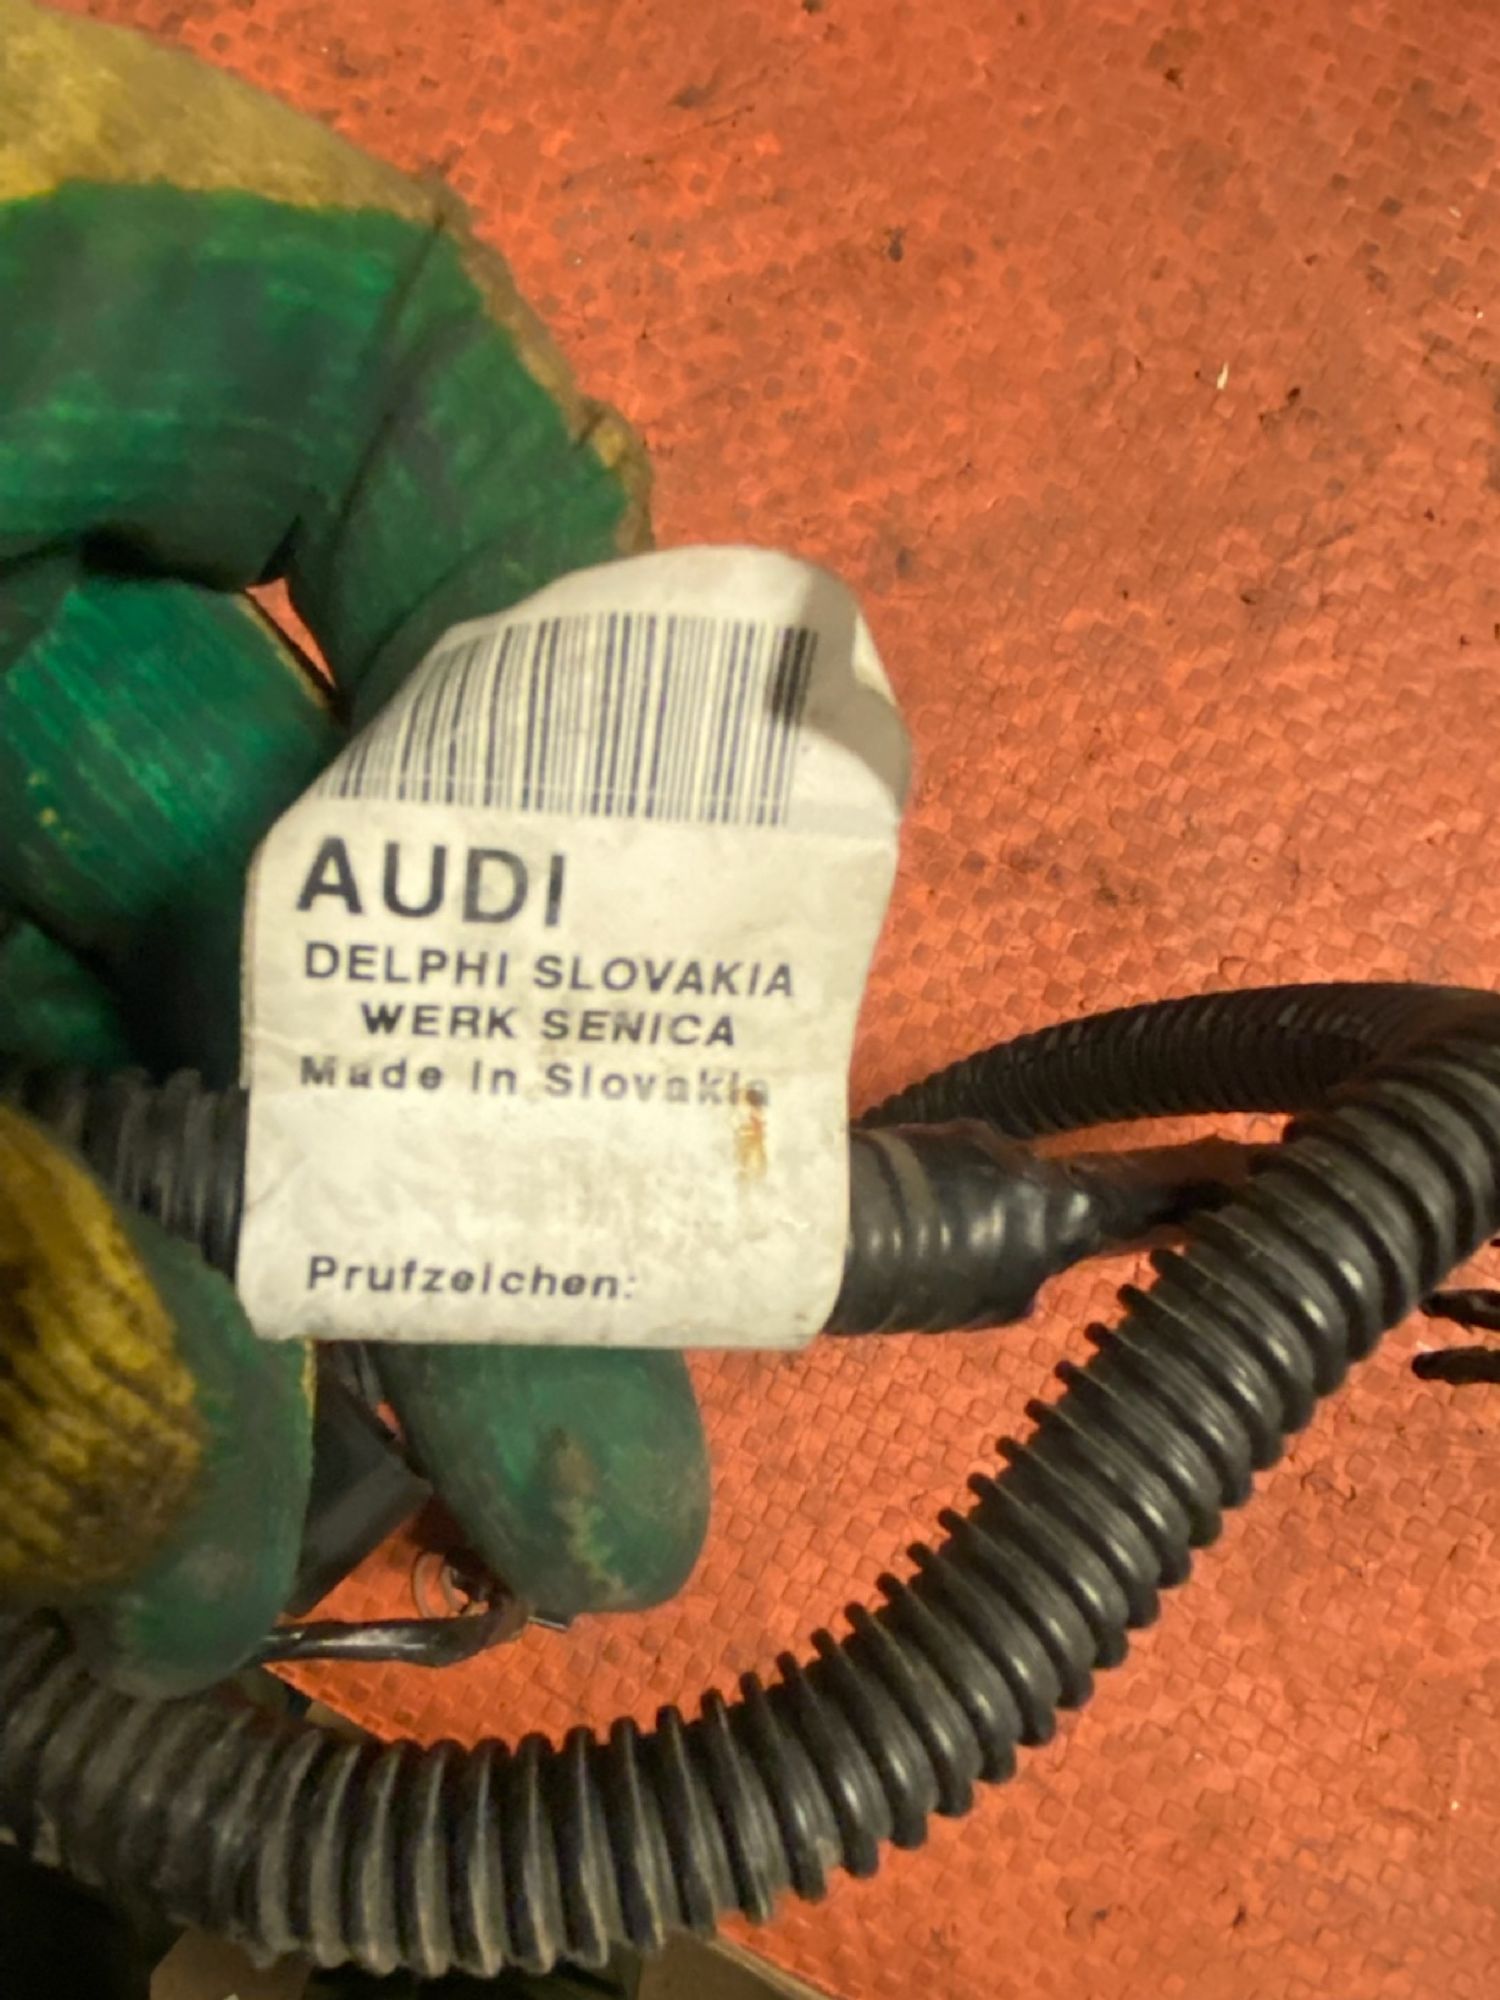 AUDI
DELPHI SLOVAKIA
WERK SENICA
Made in Slovakia
Prufzeichen: